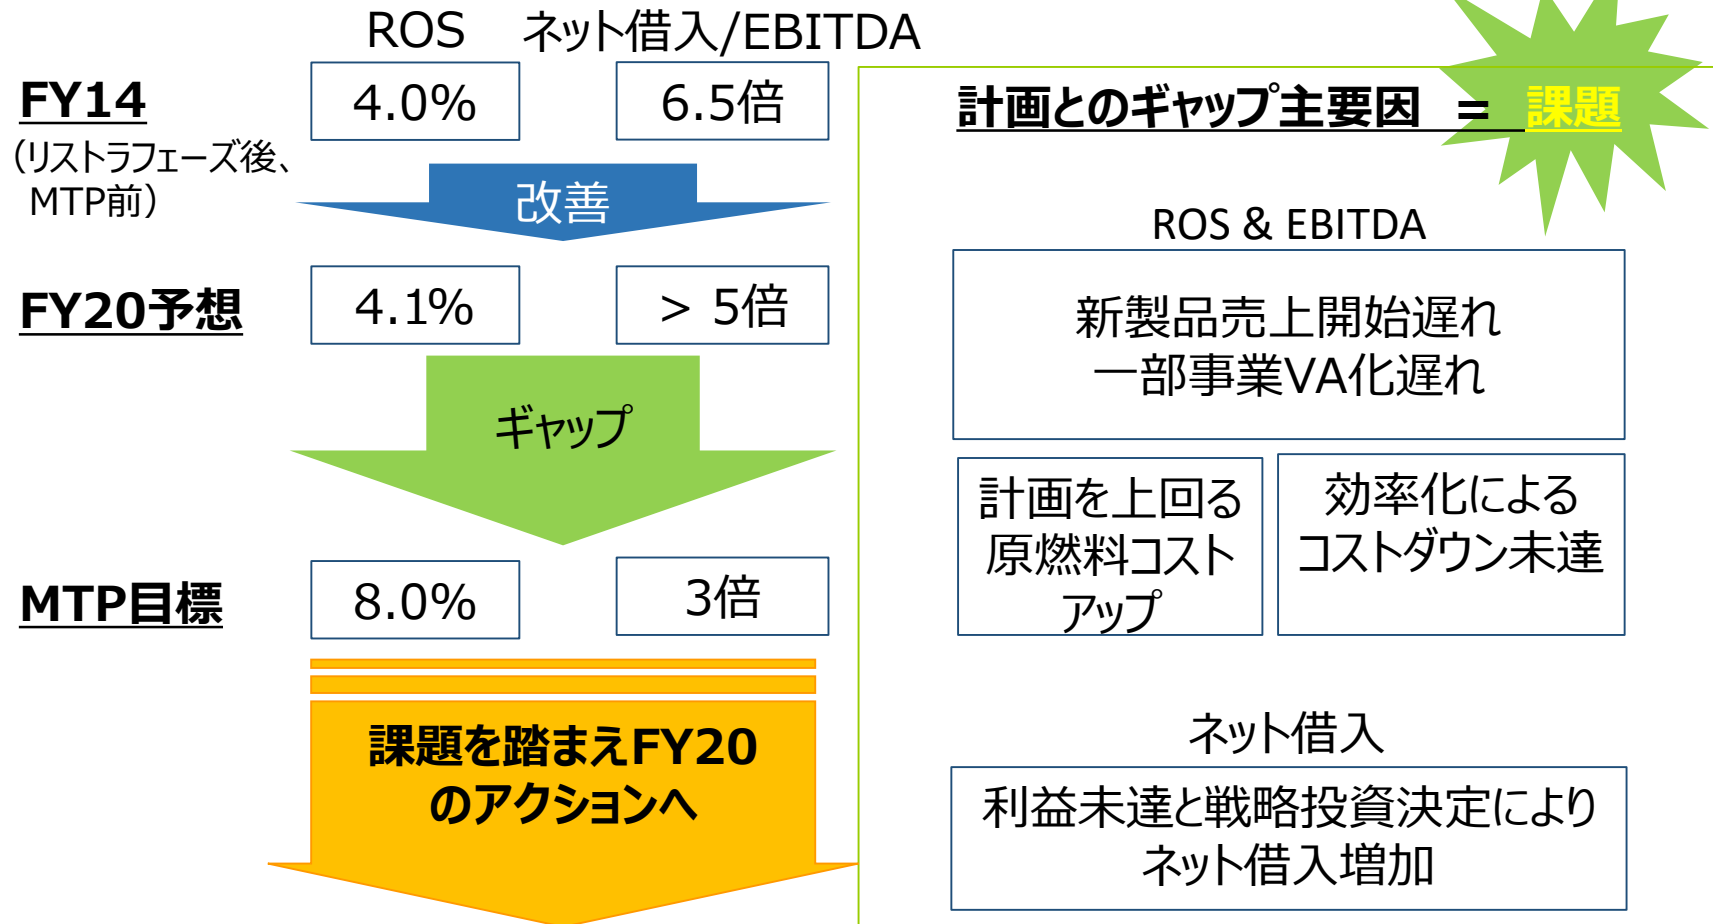 ROS ネット借入/EBITDA
FY14 4.0% 6.5倍
(リストラフェーズ後、
MTP前)
改善
FY20予想 4.1% > 5倍
ギャップ
MTP目標 8.0% 3倍
課題を踏まえFY20
のアクションへ
計画とのギャップ主要因 = 課題
ROS & EBITDA
新製品売上開始遅れ
一部事業VA化遅れ
計画を上回る
原燃料コスト
アップ
効率化による
コストダウン未達
ネット借入
利益未達と戦略投資決定により
ネット借入増加